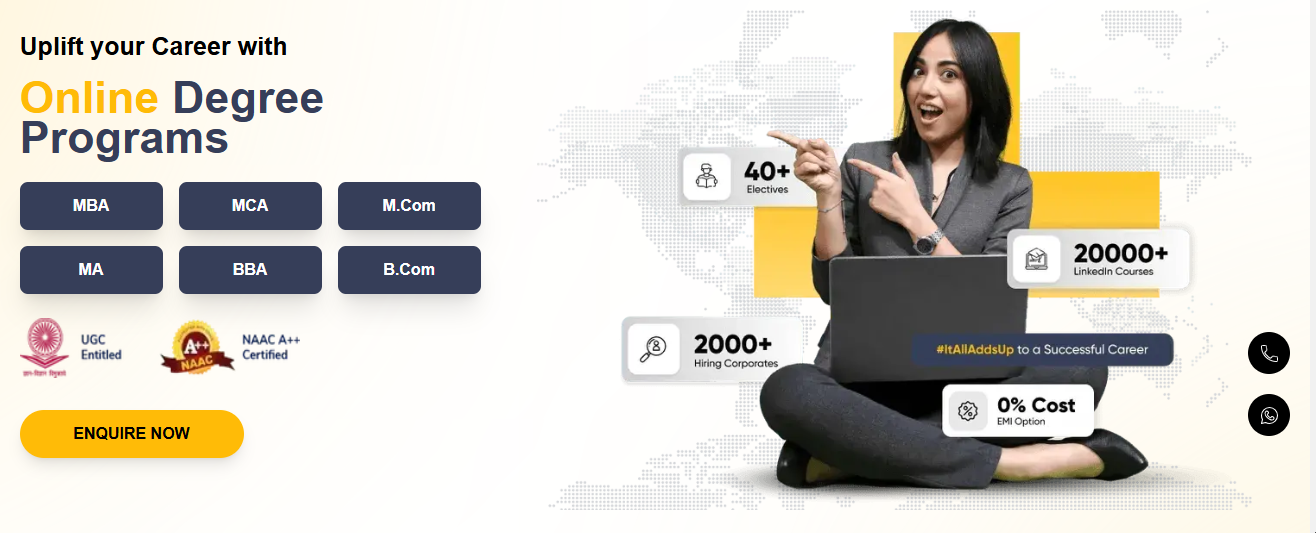 Uplift your Career with
Online Degree
Programs
MBA
MCA
M.Com
MA
BBA
B.Com
UGC
Entitled
A++
NAAC
NAAC A++
Certified
ENQUIRE NOW
40+
Electives
20000+
LinkedIn Courses
2000+
Hiring Corporates
#ItAllAddsUp to a Successful Career
0% Cost
EMI Option